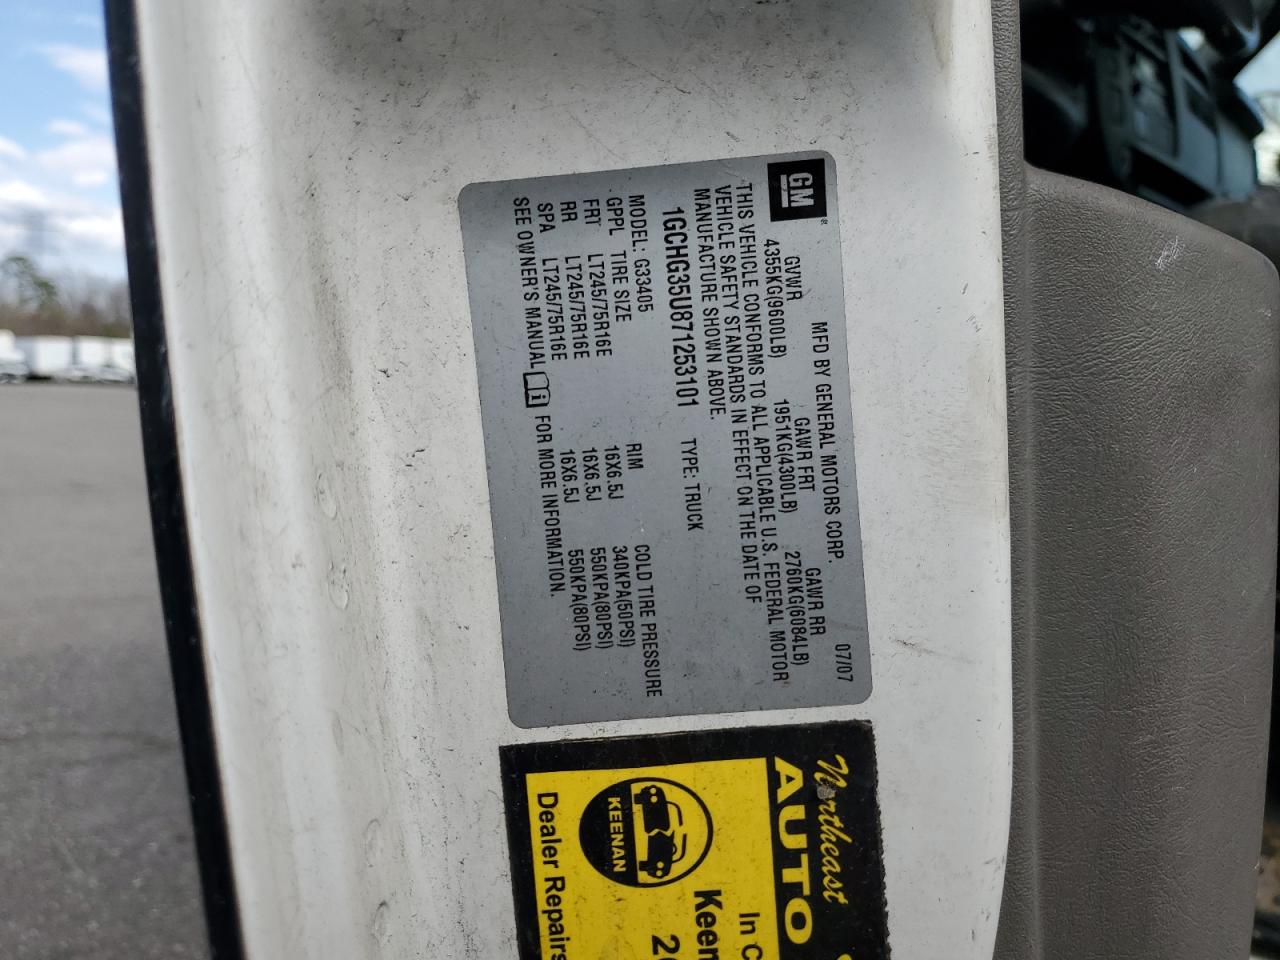 GM
MFD BY GENERAL MOTORS CORP. 07/07
GVWR GAWR FRT GAWR RR
4355KG(9600LB) 1951KG(4300LB) 2760KG(6084LB)
THIS VEHICLE CONFORMS TO ALL APPLICABLE U.S. FEDERAL MOTOR
VEHICLE SAFETY STANDARDS IN EFFECT ON THE DATE OF
MANUFACTURE SHOWN ABOVE.
1GCHG35U871253101 TYPE: TRUCK
MODEL: G33405
GPPL TIRE SIZE RIM COLD TIRE PRESSURE
FRT LT245/75R16E 16X6.5J 340KPA(50PSI)
RR LT245/75R16E 16X6.5J 550KPA(80PSI)
SPA LT245/75R16E 16X6.5J 550KPA(80PSI)
SEE OWNER'S MANUAL FOR MORE INFORMATION.
Northeast
AUTO
In C
Keen
KEENAN
Dealer Repairs